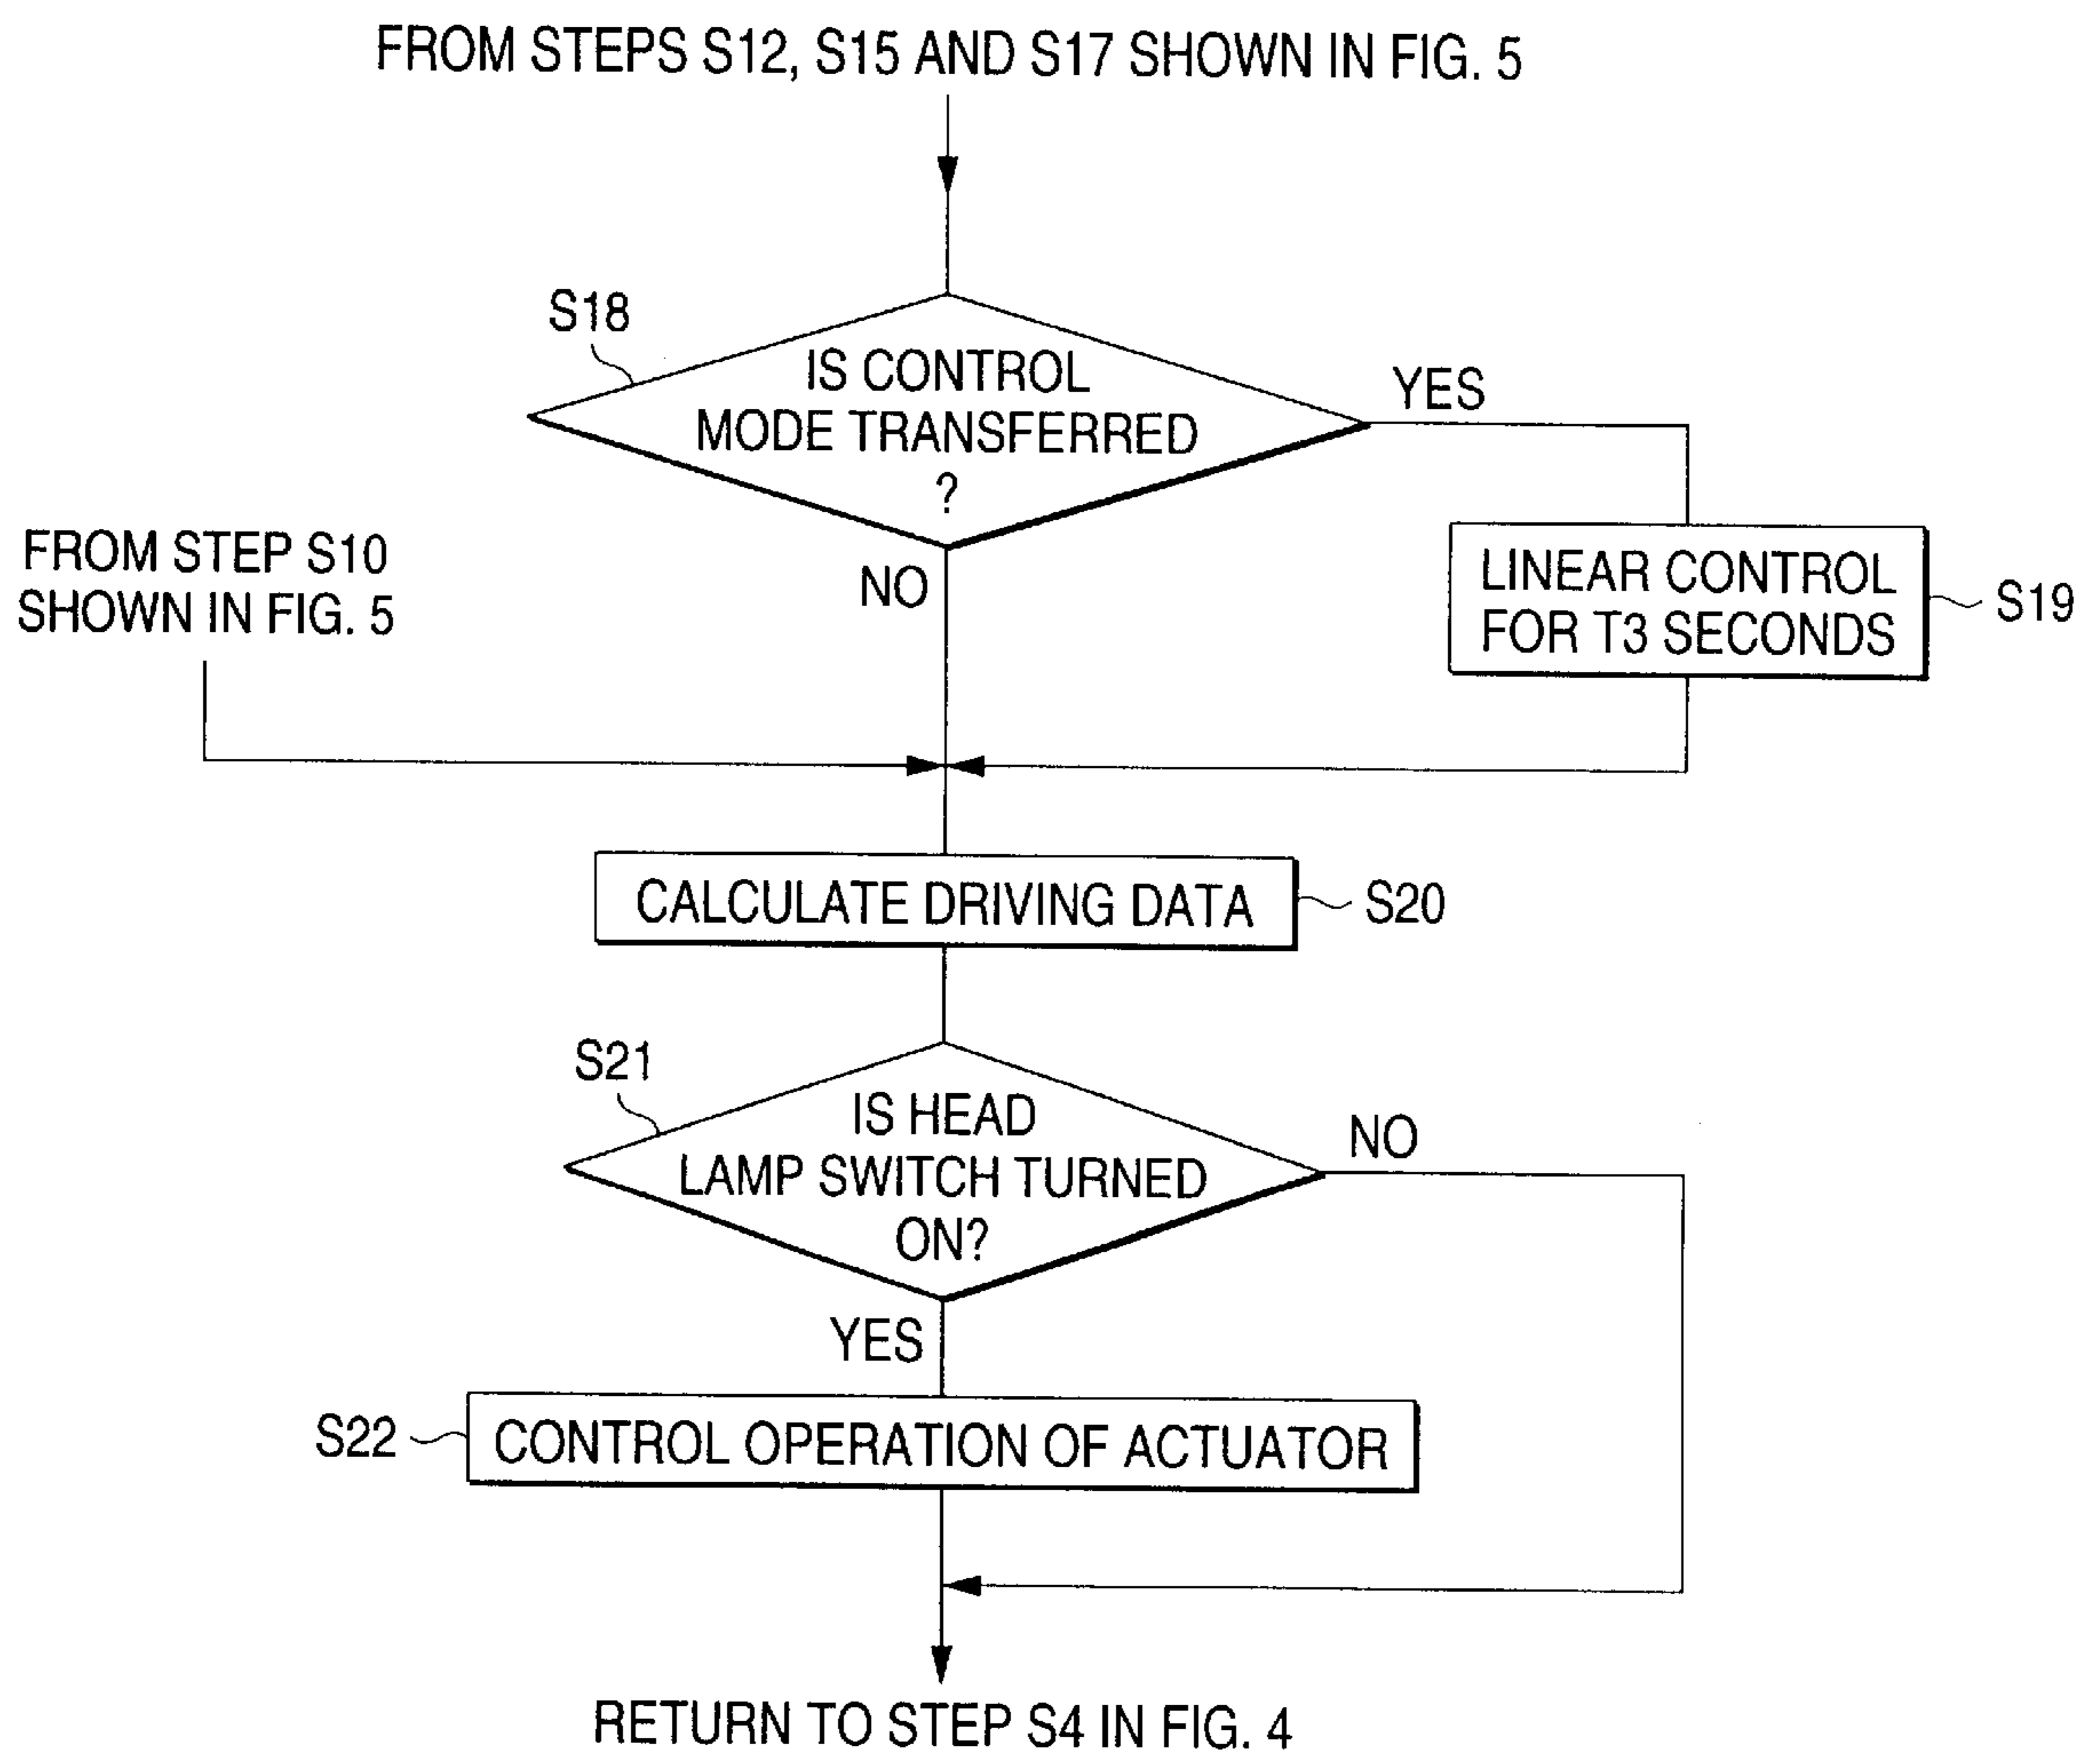 FROM STEPS S12, S15 AND S17 SHOWN IN FIG. 5
S18
IS CONTROL
MODE TRANSFERRED
?
YES
NO
FROM STEP S10
SHOWN IN FIG. 5
LINEAR CONTROL
FOR T3 SECONDS
S19
CALCULATE DRIVING DATA
S20
S21
IS HEAD
LAMP SWITCH TURNED
ON?
NO
YES
S22
CONTROL OPERATION OF ACTUATOR
RETURN TO STEP S4 IN FIG. 4